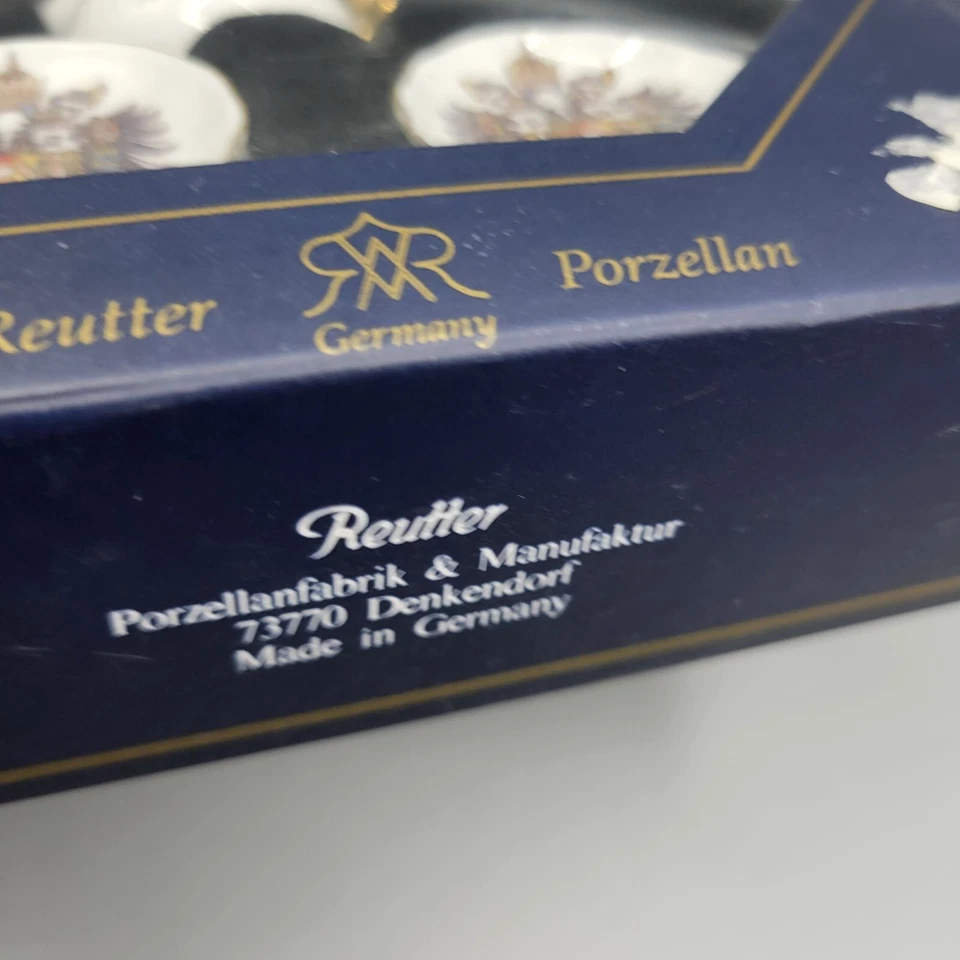 Reutter Germany Porzellan
Reutter
Porzellanfabrik & Manufaktur
73770 Denkendorf
Made in Germany